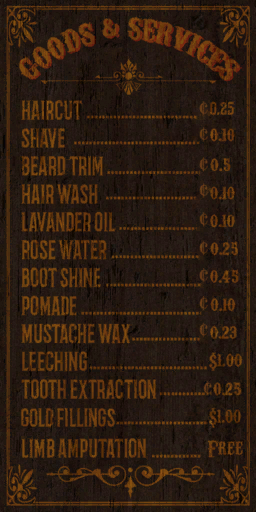 GOODS & SERVICES
HAIRCUT ........................ ¢0.25
SHAVE ........................... ¢0.10
BEARD TRIM .................... ¢0.5
HAIR WASH .................... ¢0.10
LAVANDER OIL ................. ¢0.10
ROSE WATER ................... ¢0.25
BOOT SHINE ................... ¢0.45
POMADE ........................ ¢0.10
MUSTACHE WAX............... ¢0.23
LEECHING ........................ $1.00
TOOTH EXTRACTION..........¢0.25
GOLD FILLINGS................... $1.00
LIMB AMPUTATION ........... FREE